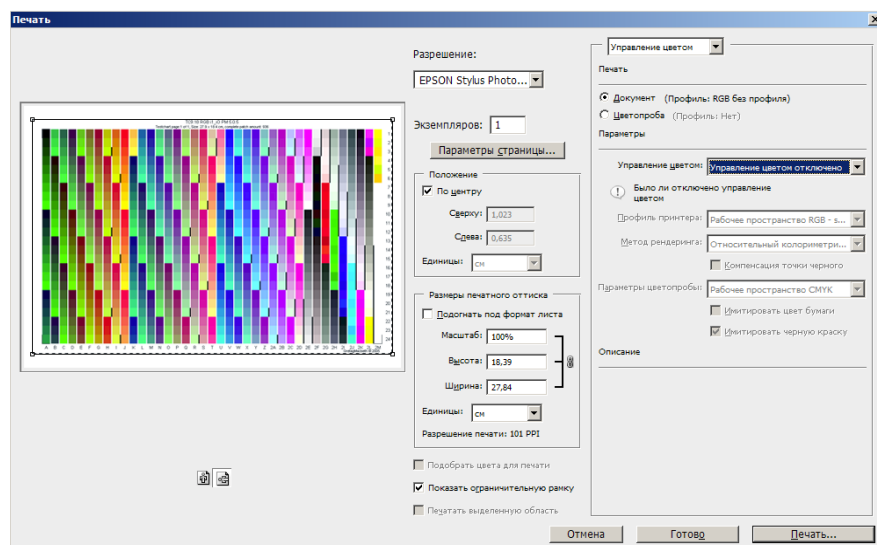 Печать
Разрешение:
EPSON Stylus Photo...
Экземпляров: 1
Параметры страницы...
Положение
По центру
Сверху: 1,023
Слева: 0,635
Единицы: см
Размеры печатного оттиска
Подогнать под формат листа
Масштаб: 100%
Высота: 18,39
Ширина: 27,84
Единицы: см
Разрешение печати: 101 PPI
Подобрать цвета для печати
Показать ограничительную рамку
Печатать выделенную область
Управление цветом
Печать
Документ (Профиль: RGB без профиля)
Цветопроба (Профиль: Нет)
Параметры
Управление цветом: Управление цветом отключено
Было ли отключено управление
цветом
Профиль принтера: Рабочее пространство RGB - s...
Метод рендеринга: Относительный колориметри...
Компенсация точки черного
Параметры цветопробы: Рабочее пространство CMYK
Имитировать цвет бумаги
Имитировать черную краску
Описание
Отмена
Готово
Печать...